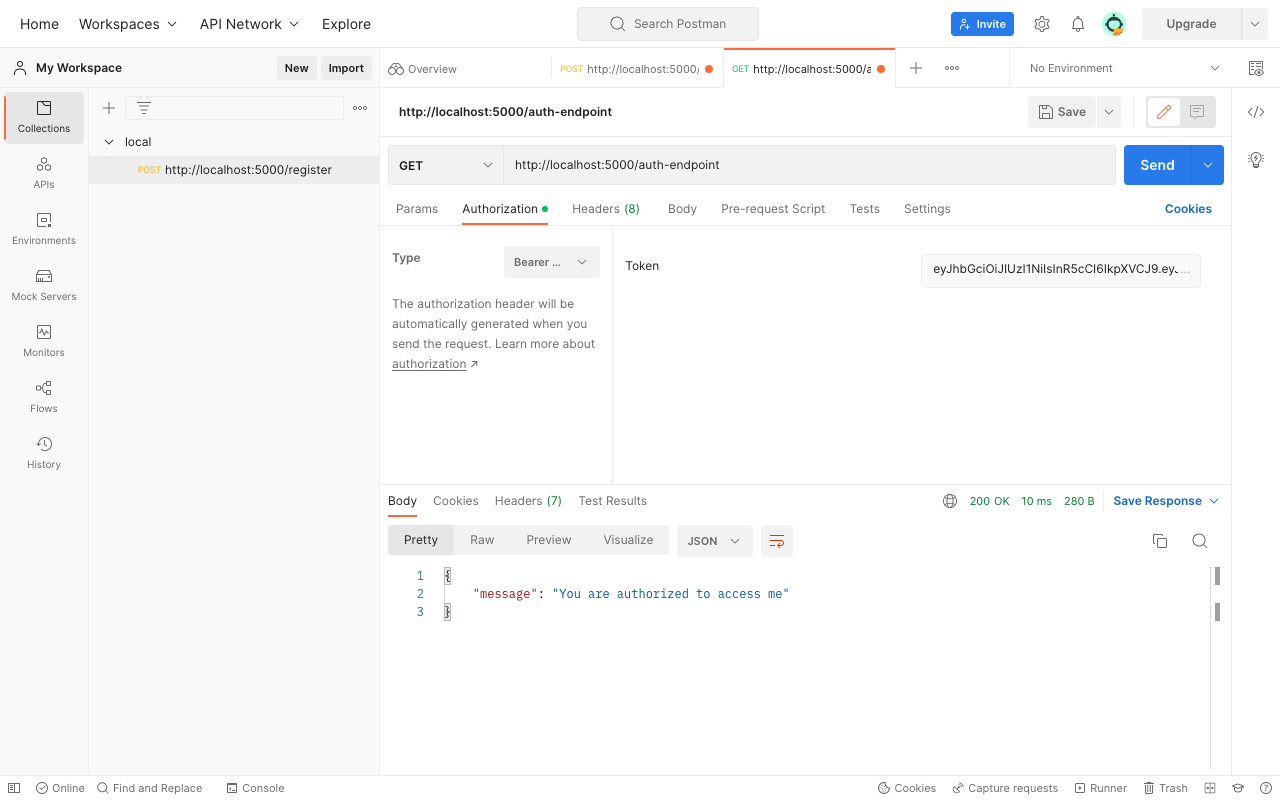 Home Workspaces API Network Explore Search Postman Invite Upgrade
My Workspace New Import Overview POST http://localhost:5000/ GET http://localhost:5000/a No Environment
http://localhost:5000/auth-endpoint Save
Collections
local
POST http://localhost:5000/register
GET http://localhost:5000/auth-endpoint Send
APIs
Params Authorization Headers (8) Body Pre-request Script Tests Settings Cookies
Environments
Type Bearer ... Token eyJhbGciOiJIUzI1NiIsInR5cCI6IkpXVCJ9.eyJ...
Mock Servers
The authorization header will be
automatically generated when you
send the request. Learn more about
authorization ↗
Monitors
Flows
History
Body Cookies Headers (7) Test Results 200 OK 10 ms 280 B Save Response
Pretty Raw Preview Visualize JSON
1 {
2 "message": "You are authorized to access me"
3 }
Online Find and Replace Console Cookies Capture requests Runner Trash